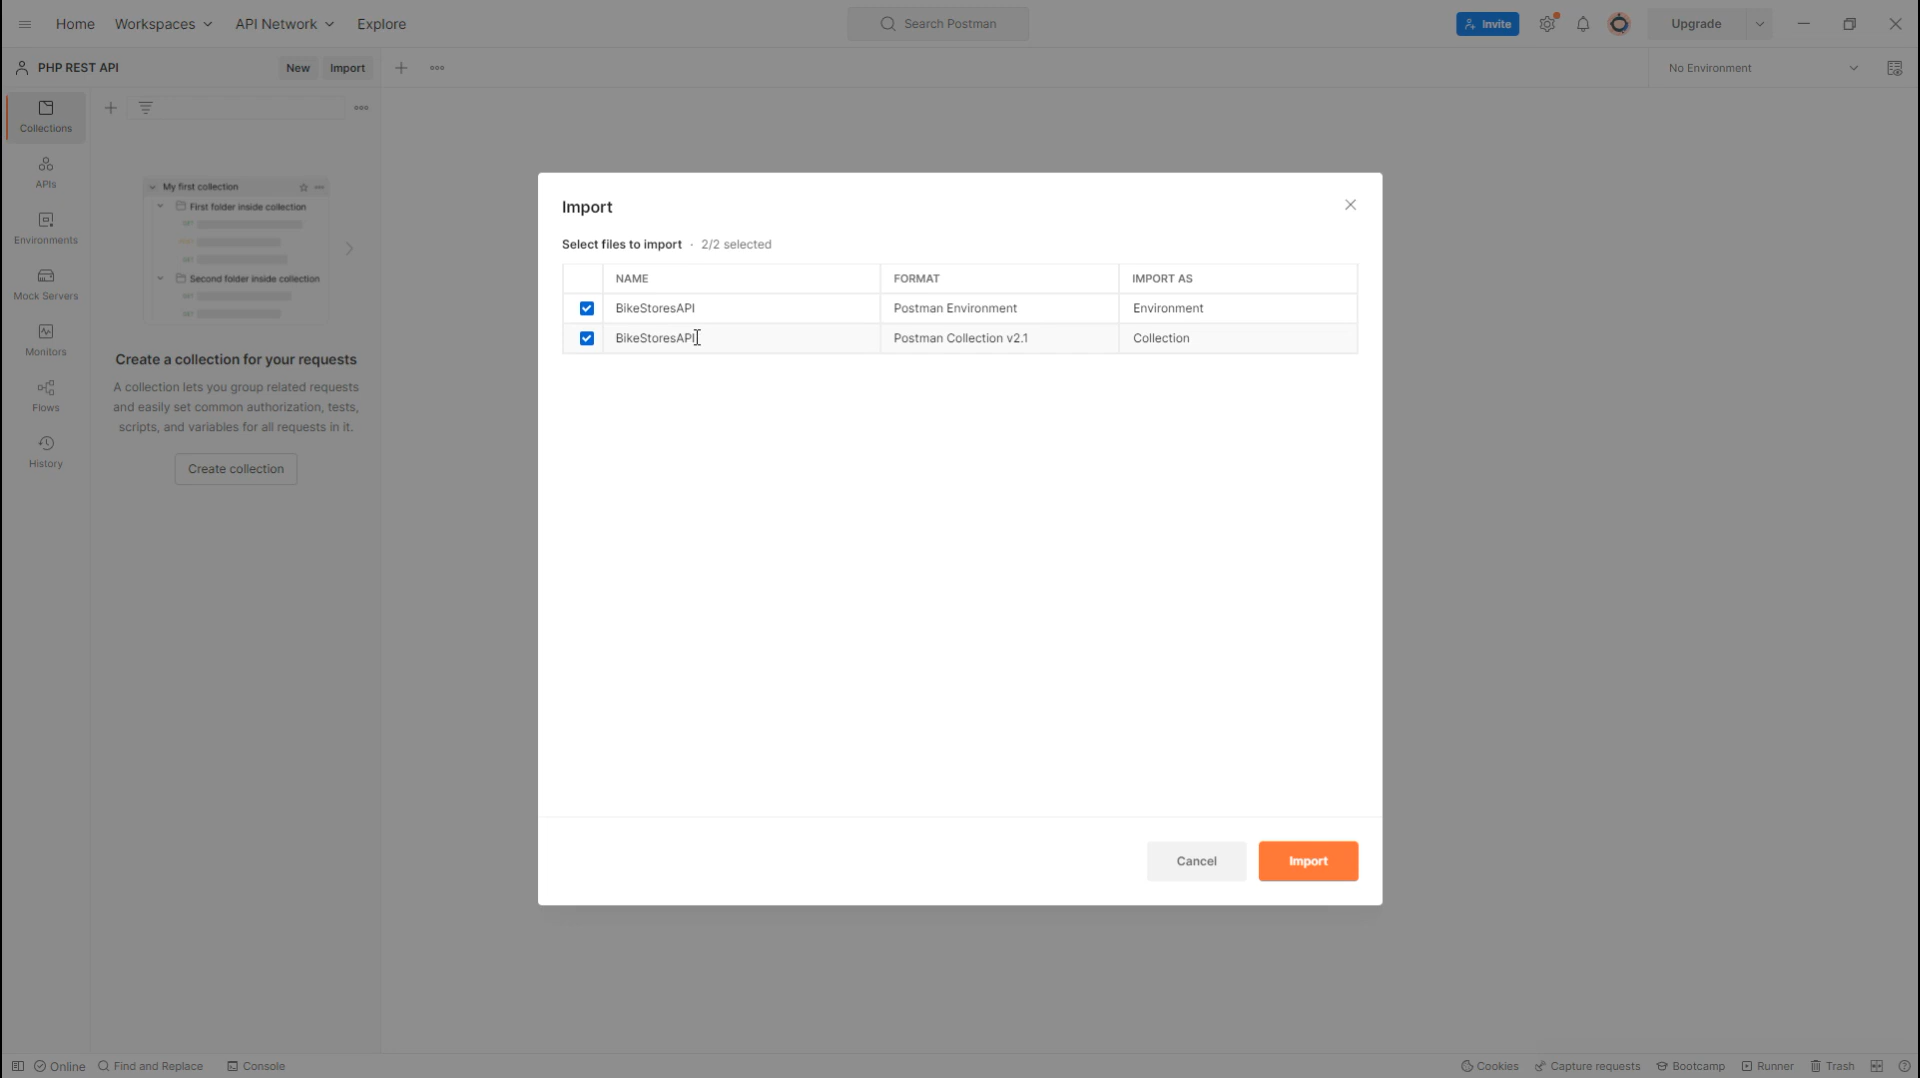 Home Workspaces API Network Explore Search Postman Invite Upgrade
PHP REST API New Import No Environment
Collections
APIs
Environments
Mock Servers
Monitors
Flows
History
My first collection
First folder inside collection
Second folder inside collection
Create a collection for your requests
A collection lets you group related requests
and easily set common authorization, tests,
scripts, and variables for all requests in it.
Create collection
Import
Select files to import · 2/2 selected
NAME FORMAT IMPORT AS
BikeStoresAPI Postman Environment Environment
BikeStoresAPI Postman Collection v2.1 Collection
Cancel Import
Online Find and Replace Console Cookies Capture requests Bootcamp Runner Trash